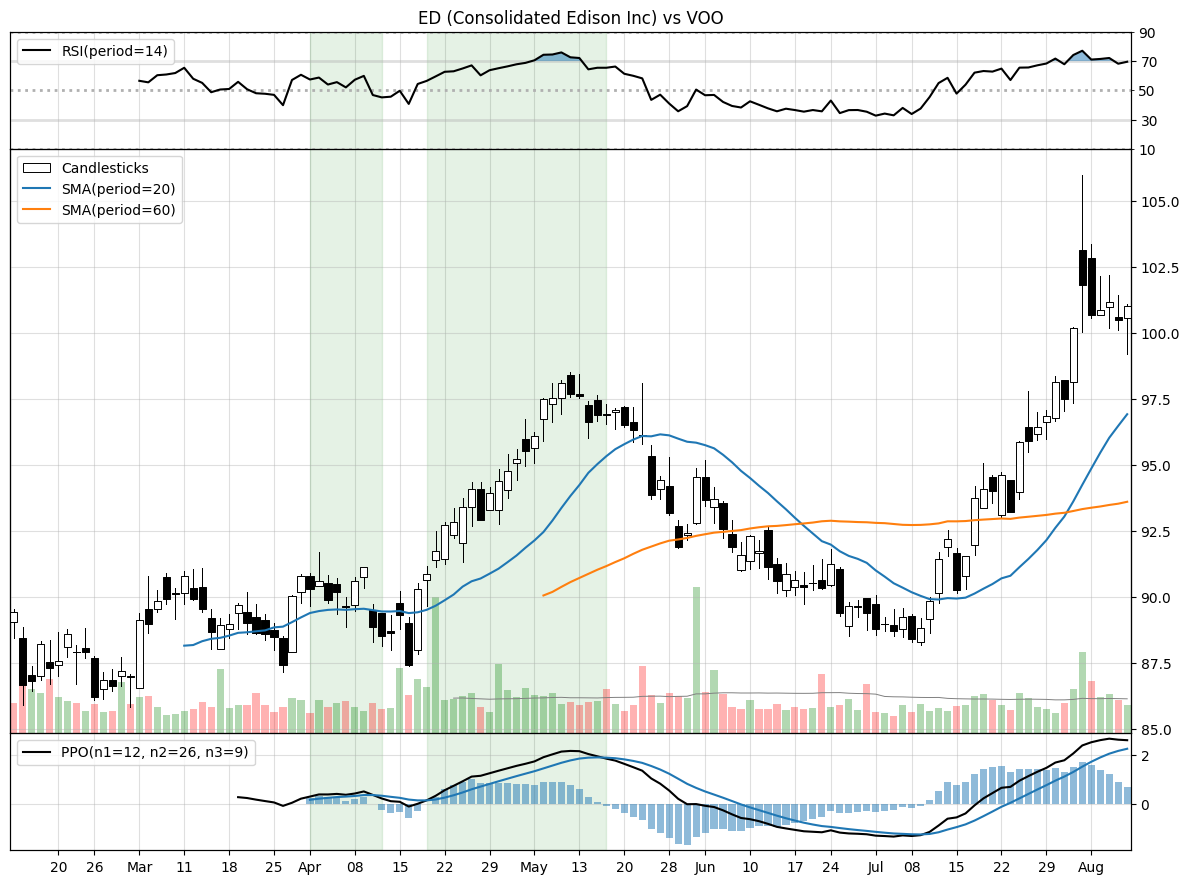 ED (Consolidated Edison Inc) vs VOO
RSI(period=14)
90
70
50
30
10
Candlesticks
SMA(period=20)
SMA(period=60)
105.0
102.5
100.0
97.5
95.0
92.5
90.0
87.5
85.0
PPO(n1=12, n2=26, n3=9)
2
0
20 26 Mar 11 18 25 Apr 08 15 22 29 May 13 20 28 Jun 10 17 24 Jul 08 15 22 29 Aug